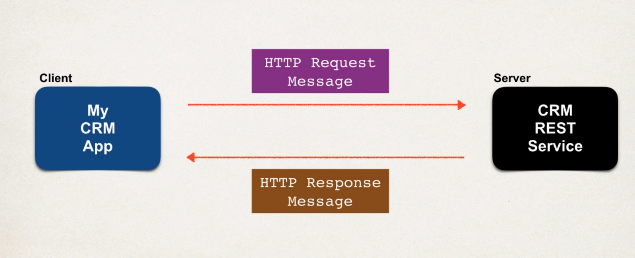 HTTP Request
Message
Client
Server
My
CRM
App
CRM
REST
Service
HTTP Response
Message